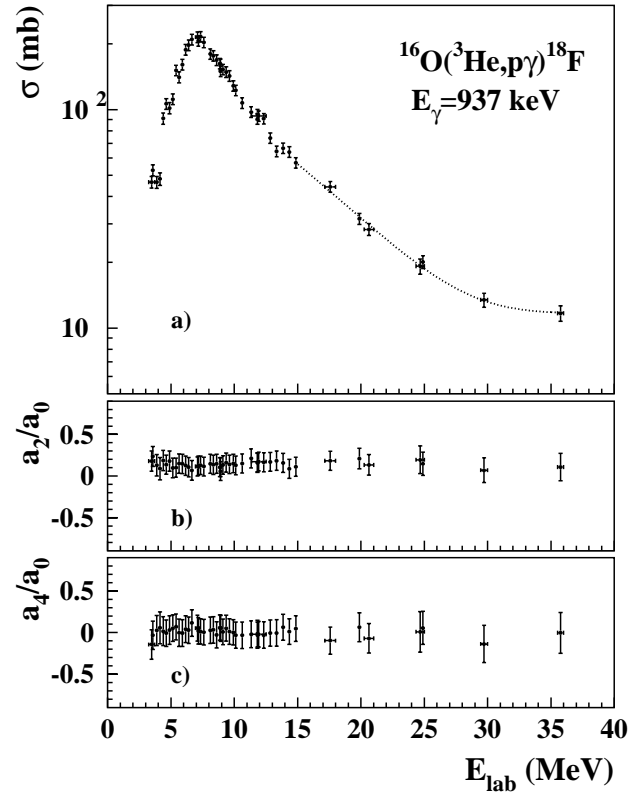 σ (mb)
¹⁶O(³He,pγ)¹⁸F
E_γ=937 keV
10²
10
a)
a₂/a₀
0.5
0
-0.5
b)
a₄/a₀
0.5
0
-0.5
c)
0 5 10 15 20 25 30 35 40
E_lab (MeV)